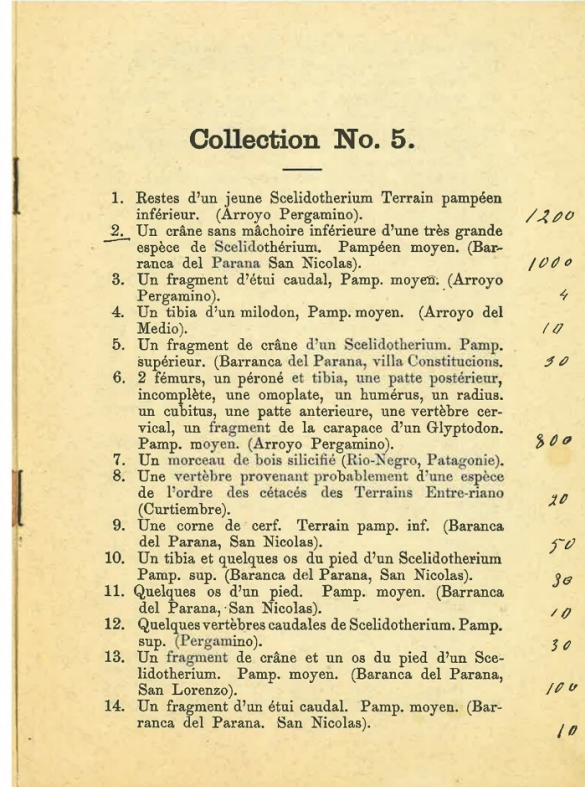 Collection No. 5.
1. Restes d'un jeune Scelidotherium Terrain pampéen
inférieur. (Arroyo Pergamino). 1200
2. Un crâne sans mâchoire inférieure d'une très grande
espèce de Scelidothérium. Pampéen moyen. (Bar-
ranca del Parana San Nicolas). 1000
3. Un fragment d'étui caudal, Pamp. moyen. (Arroyo
Pergamino). 4
4. Un tibia d'un milodon, Pamp. moyen. (Arroyo del
Medio). 10
5. Un fragment de crâne d'un Scelidotherium. Pamp.
supérieur. (Barranca del Parana, villa Constitucions. 30
6. 2 fémurs, un péroné et tibia, une patte postérieur,
incomplète, une omoplate, un humérus, un radius.
un cubitus, une patte anterieure, une vertèbre cer-
vical, un fragment de la carapace d'un Glyptodon.
Pamp. moyen. (Arroyo Pergamino). 800
7. Un morceau de bois silicifié (Rio-Negro, Patagonie).
8. Une vertèbre provenant probablement d'une espèce
de l'ordre des cétacés des Terrains Entre-riano
(Curtiembre). 20
9. Une corne de cerf. Terrain pamp. inf. (Baranca
del Parana, San Nicolas). 50
10. Un tibia et quelques os du pied d'un Scelidotherium
Pamp. sup. (Baranca del Parana, San Nicolas). 30
11. Quelques os d'un pied. Pamp. moyen. (Barranca
del Parana, San Nicolas). 10
12. Quelques vertèbres caudales de Scelidotherium. Pamp.
sup. (Pergamino). 30
13. Un fragment de crâne et un os du pied d'un Sce-
lidotherium. Pamp. moyen. (Baranca del Parana,
San Lorenzo). 100
14. Un fragment d'un étui caudal. Pamp. moyen. (Bar-
ranca del Parana. San Nicolas). 10